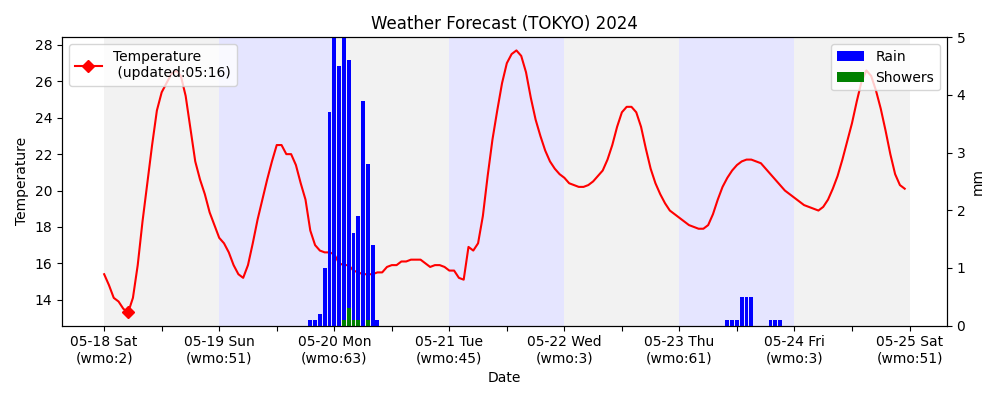 Weather Forecast (TOKYO) 2024
Temperature
(updated:05:16)
Rain
Showers
Temperature
28
26
24
22
20
18
16
14
5
4
3
2
1
0
mm
05-18 Sat
(wmo:2)
05-19 Sun
(wmo:51)
05-20 Mon
(wmo:63)
05-21 Tue
(wmo:45)
05-22 Wed
(wmo:3)
05-23 Thu
(wmo:61)
05-24 Fri
(wmo:3)
05-25 Sat
(wmo:51)
Date